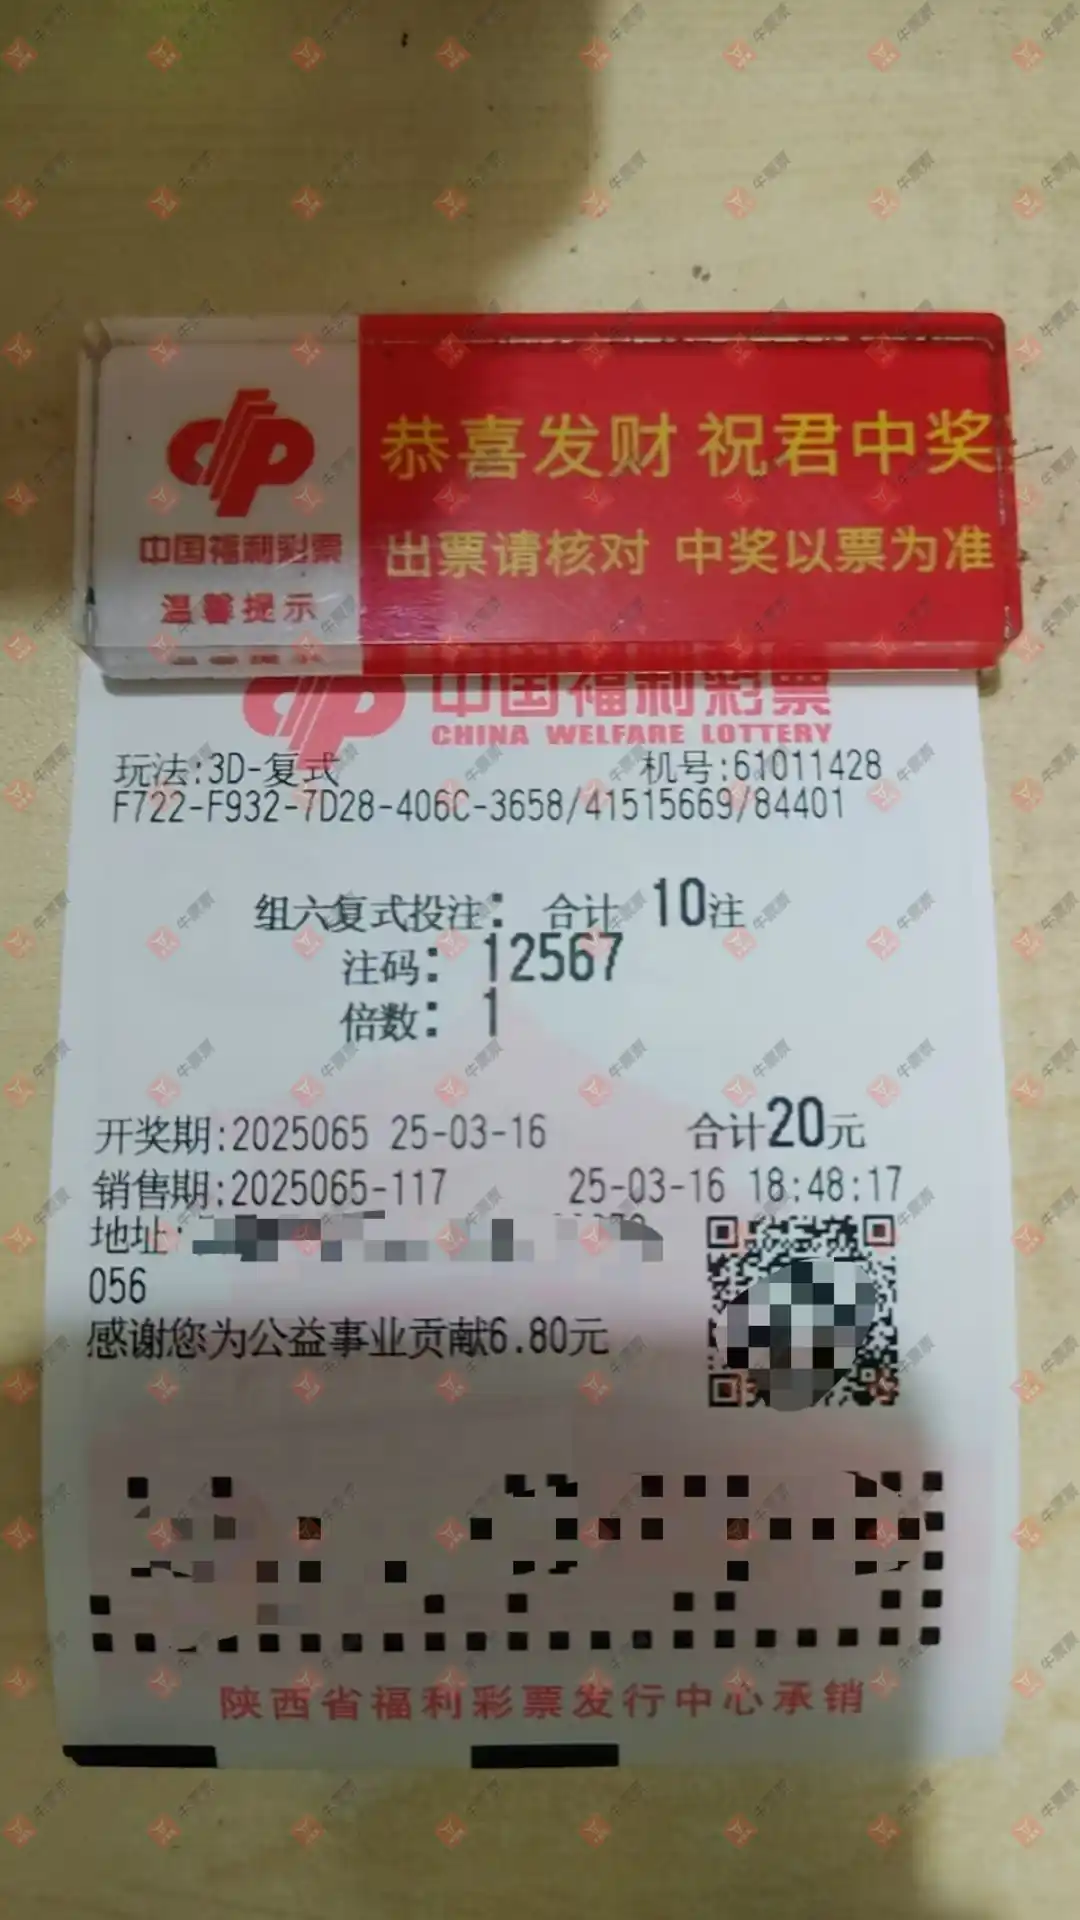 恭喜发财 祝君中奖
出票请核对 中奖以票为准
中国福利彩票
温馨提示
中国福利彩票
CHINA WELFARE LOTTERY
玩法:3D-复式 机号:61011428
F722-F932-7D28-406C-3658/41515669/84401
组六复式投注: 合计 10注
注码: 12567
倍数: 1
开奖期:2025065 25-03-16 合计20元
销售期:2025065-117 25-03-16 18:48:17
地址:
056
感谢您为公益事业贡献6.80元
陕西省福利彩票发行中心承销
牛票票